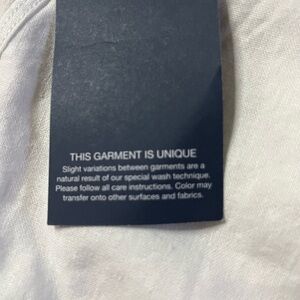 THIS GARMENT IS UNIQUE
Slight variations between garments are a
natural result of our special wash technique.
Please follow all care instructions. Color may
transfer onto other surfaces and fabrics.